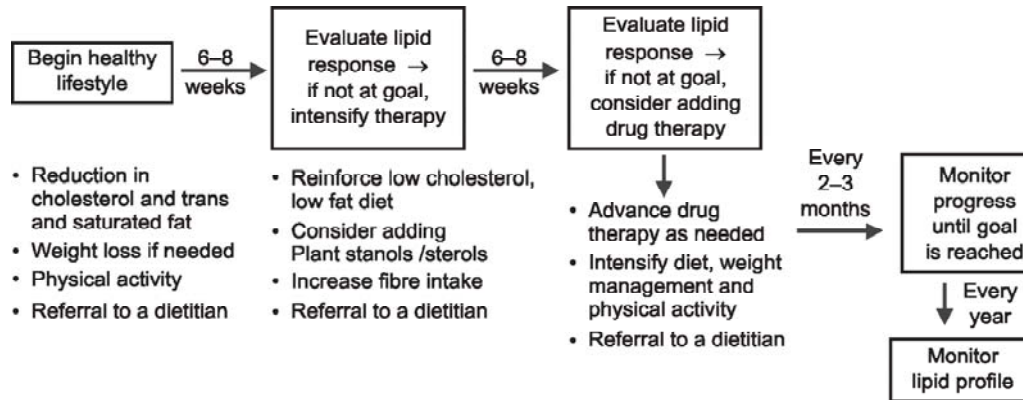 Begin healthy
lifestyle
6–8
weeks
Evaluate lipid
response →
if not at goal,
intensify therapy
6–8
weeks
Evaluate lipid
response →
if not at goal,
consider adding
drug therapy
• Reduction in
cholesterol and trans
and saturated fat
• Weight loss if needed
• Physical activity
• Referral to a dietitian
• Reinforce low cholesterol,
low fat diet
• Consider adding
Plant stanols /sterols
• Increase fibre intake
• Referral to a dietitian
• Advance drug
therapy as needed
• Intensify diet, weight
management and
physical activity
• Referral to a dietitian
Every
2–3
months
Monitor
progress
until goal
is reached
Every
year
Monitor
lipid profile